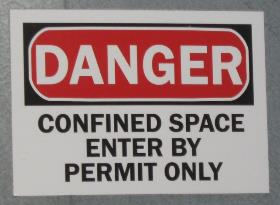 DANGER
CONFINED SPACE
ENTER BY
PERMIT ONLY